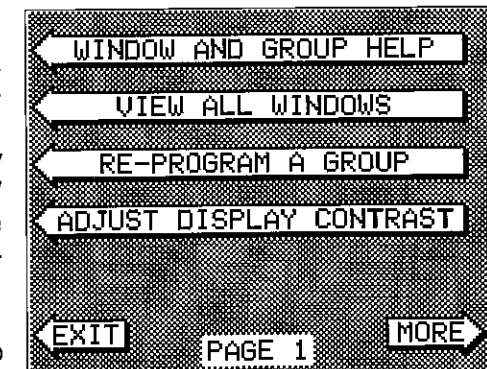 WINDOW AND GROUP HELP
VIEW ALL WINDOWS
RE-PROGRAM A GROUP
ADJUST DISPLAY CONTRAST
EXIT
MORE
PAGE 1